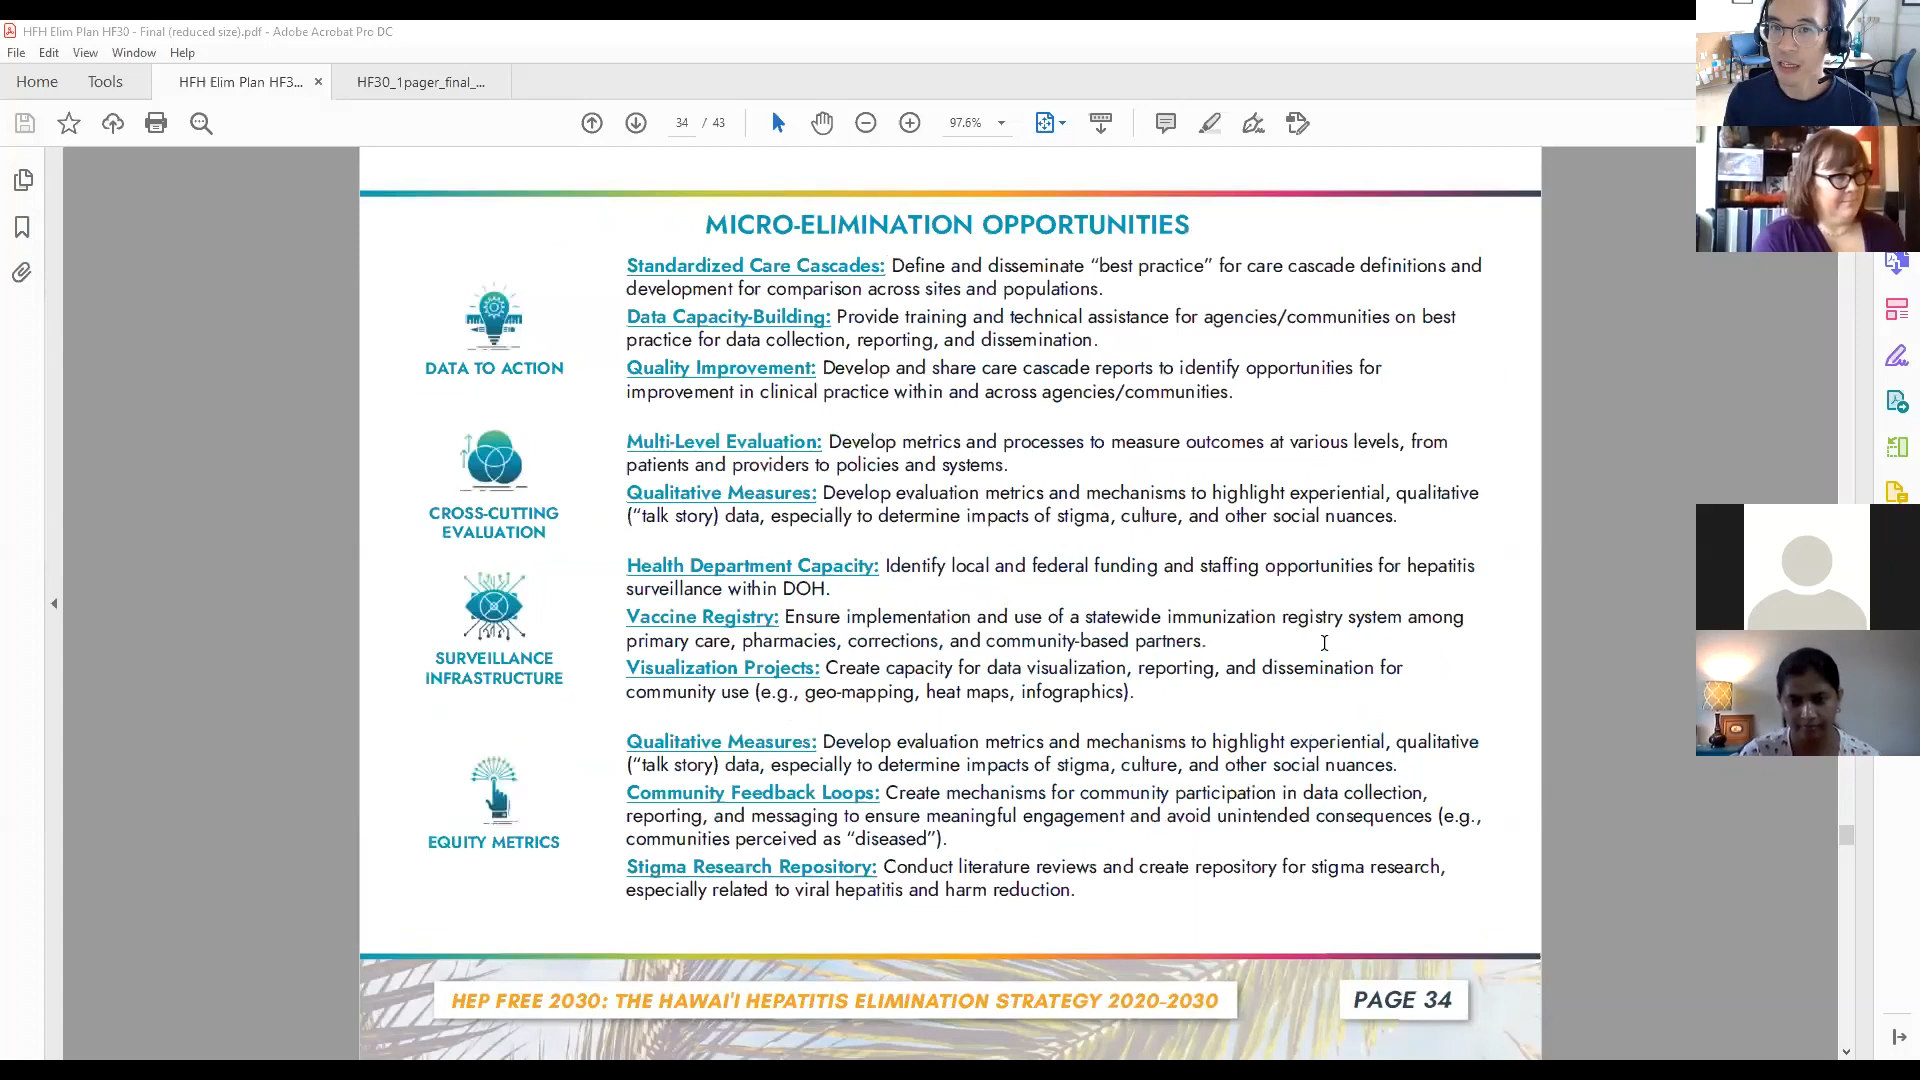 HFH Elim Plan HF30 - Final (reduced size).pdf - Adobe Acrobat Pro DC
File Edit View Window Help
Home Tools HFH Elim Plan HF3... × HF30_1pager_final_...
34 / 43 97.6%
MICRO-ELIMINATION OPPORTUNITIES
DATA TO ACTION
Standardized Care Cascades: Define and disseminate “best practice” for care cascade definitions and
development for comparison across sites and populations.
Data Capacity-Building: Provide training and technical assistance for agencies/communities on best
practice for data collection, reporting, and dissemination.
Quality Improvement: Develop and share care cascade reports to identify opportunities for
improvement in clinical practice within and across agencies/communities.
CROSS-CUTTING
EVALUATION
Multi-Level Evaluation: Develop metrics and processes to measure outcomes at various levels, from
patients and providers to policies and systems.
Qualitative Measures: Develop evaluation metrics and mechanisms to highlight experiential, qualitative
(“talk story) data, especially to determine impacts of stigma, culture, and other social nuances.
SURVEILLANCE
INFRASTRUCTURE
Health Department Capacity: Identify local and federal funding and staffing opportunities for hepatitis
surveillance within DOH.
Vaccine Registry: Ensure implementation and use of a statewide immunization registry system among
primary care, pharmacies, corrections, and community-based partners.
Visualization Projects: Create capacity for data visualization, reporting, and dissemination for
community use (e.g., geo-mapping, heat maps, infographics).
EQUITY METRICS
Qualitative Measures: Develop evaluation metrics and mechanisms to highlight experiential, qualitative
(“talk story) data, especially to determine impacts of stigma, culture, and other social nuances.
Community Feedback Loops: Create mechanisms for community participation in data collection,
reporting, and messaging to ensure meaningful engagement and avoid unintended consequences (e.g.,
communities perceived as “diseased”).
Stigma Research Repository: Conduct literature reviews and create repository for stigma research,
especially related to viral hepatitis and harm reduction.
HEP FREE 2030: THE HAWAI'I HEPATITIS ELIMINATION STRATEGY 2020-2030
PAGE 34